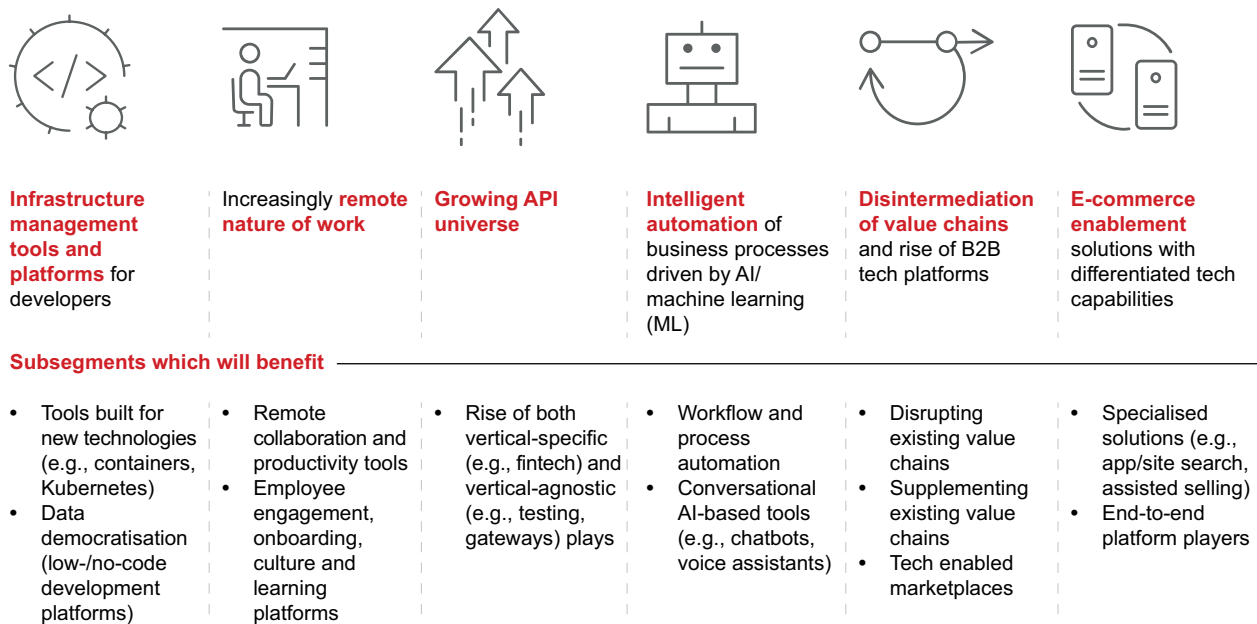 Infrastructure
management
tools and
platforms for
developers
Increasingly remote
nature of work
Growing API
universe
Intelligent
automation of
business processes
driven by AI/
machine learning
(ML)
Disintermediation
of value chains
and rise of B2B
tech platforms
E-commerce
enablement
solutions with
differentiated tech
capabilities
Subsegments which will benefit
• Tools built for
new technologies
(e.g., containers,
Kubernetes)
• Data
democratisation
(low-/no-code
development
platforms)
• Remote
collaboration and
productivity tools
• Employee
engagement,
onboarding,
culture and
learning
platforms
• Rise of both
vertical-specific
(e.g., fintech) and
vertical-agnostic
(e.g., testing,
gateways) plays
• Workflow and
process
automation
• Conversational
AI-based tools
(e.g., chatbots,
voice assistants)
• Disrupting
existing value
chains
• Supplementing
existing value
chains
• Tech enabled
marketplaces
• Specialised
solutions (e.g.,
app/site search,
assisted selling)
• End-to-end
platform players